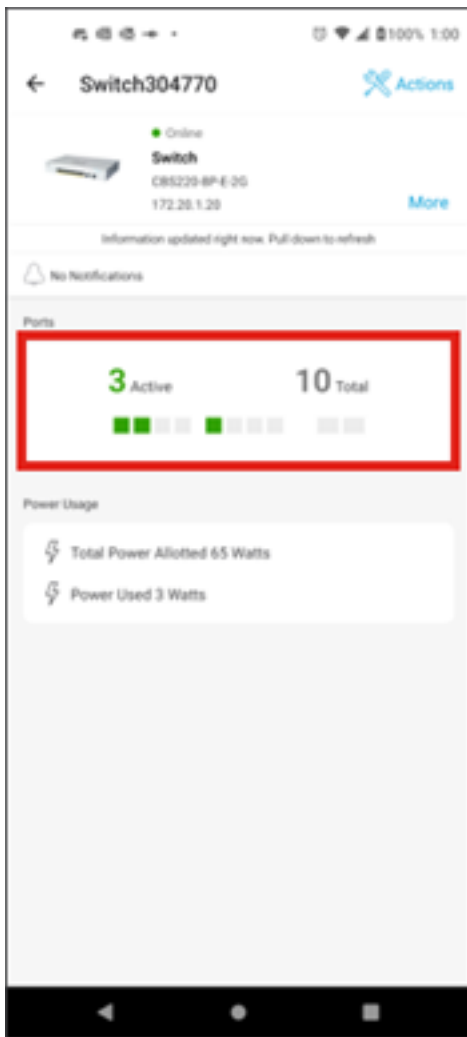 100% 1:00
Switch304770
Actions
Online
Switch
CBS220-8P-E-2G
172.20.1.20
More
Information updated right now. Pull down to refresh
No Notifications
Ports
3 Active 10 Total
Power Usage
Total Power Allotted 65 Watts
Power Used 3 Watts